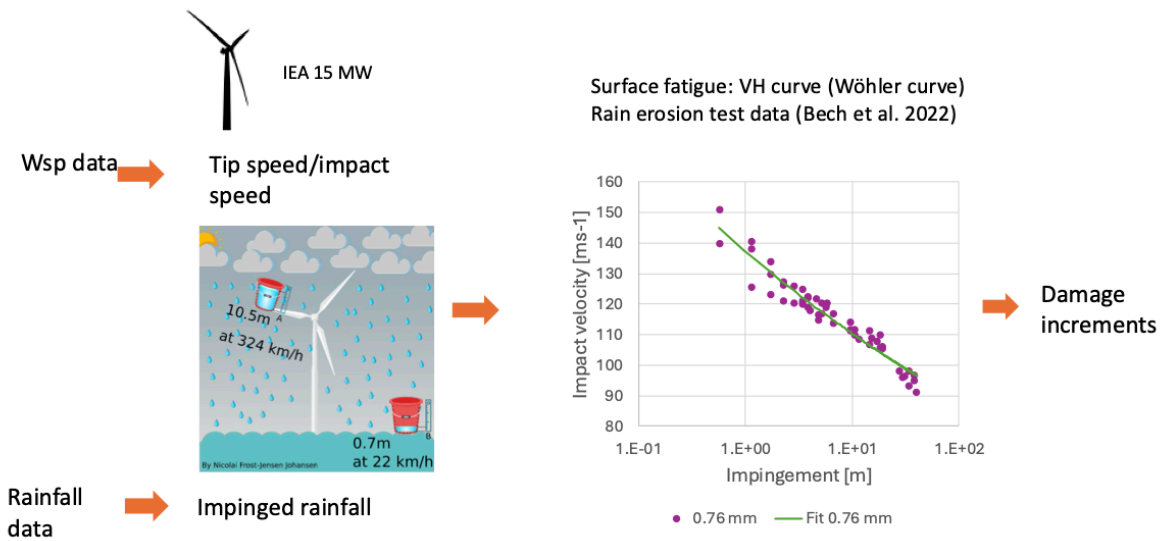 IEA 15 MW
Wsp data
Tip speed/impact
speed
10.5m
A
at 324 km/h
B
0.7m
at 22 km/h
By Nicolai Frost-Jensen Johansen
Rainfall
data
Impinged rainfall
Surface fatigue: VH curve (Wöhler curve)
Rain erosion test data (Bech et al. 2022)
Impact velocity [ms-1]
160
150
140
130
120
110
100
90
80
1.E-01
1.E+00
1.E+01
1.E+02
Impingement [m]
0.76 mm
Fit 0.76 mm
Damage
increments